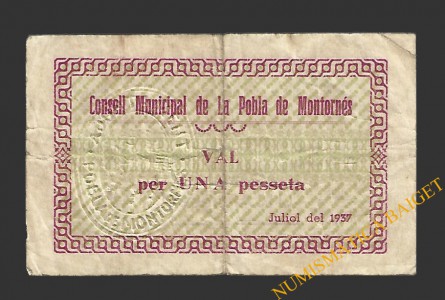 Consell Municipal de La Pobla de Montornés
VAL
per UNA pesseta
Juliol del 1937
NUMISMATICA BAIGET